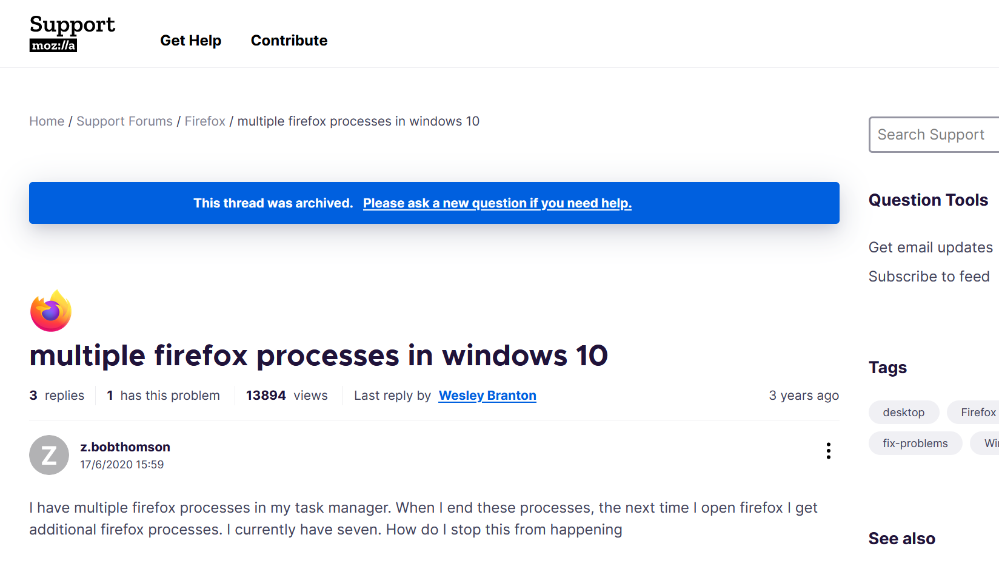 Support
moz://a
Get Help
Contribute
Home / Support Forums / Firefox / multiple firefox processes in windows 10
Search Support
This thread was archived. Please ask a new question if you need help.
Question Tools
Get email updates
Subscribe to feed
multiple firefox processes in windows 10
3 replies
1 has this problem
13894 views
Last reply by Wesley Branton
3 years ago
Tags
desktop
Firefox
fix-problems
Z
z.bobthomson
17/6/2020 15:59
I have multiple firefox processes in my task manager. When I end these processes, the next time I open firefox I get
additional firefox processes. I currently have seven. How do I stop this from happening
See also